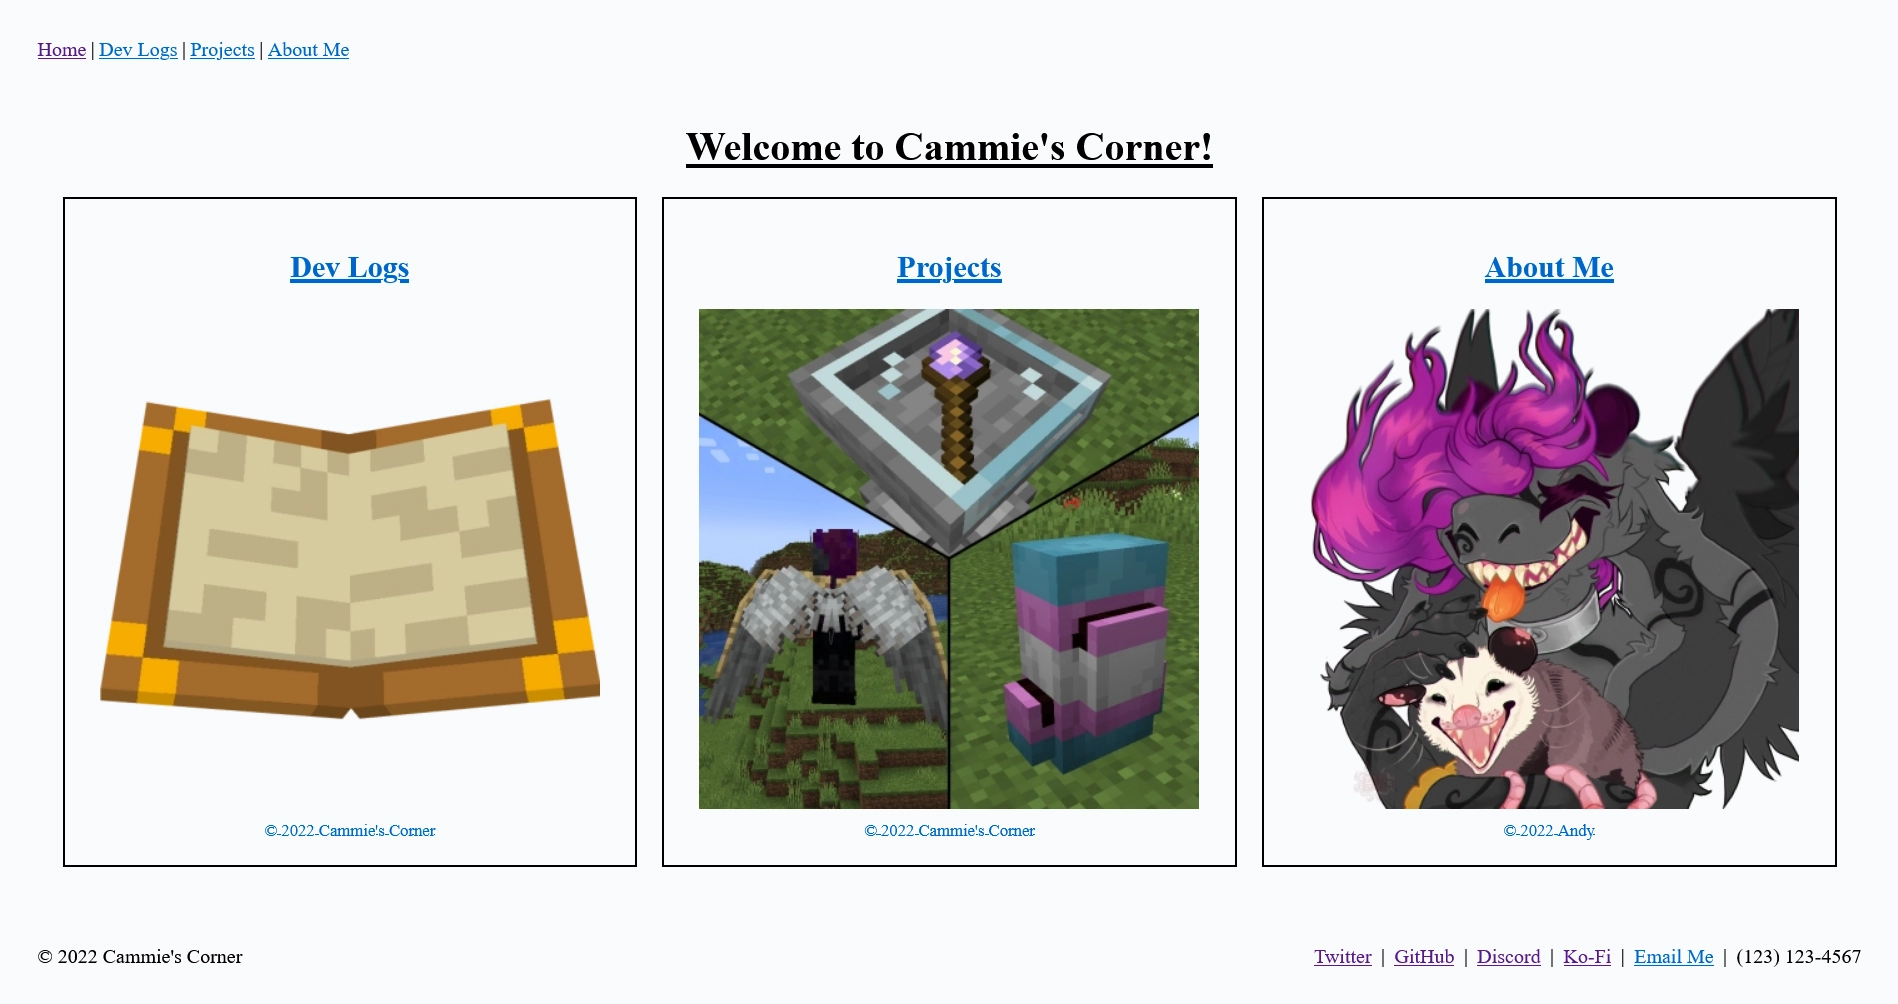 Home | Dev Logs | Projects | About Me
Welcome to Cammie's Corner!
Dev Logs
Projects
About Me
© 2022 Cammie's Corner
© 2022 Cammie's Corner
© 2022 Andy
© 2022 Cammie's Corner
Twitter | GitHub | Discord | Ko-Fi | Email Me | (123) 123-4567